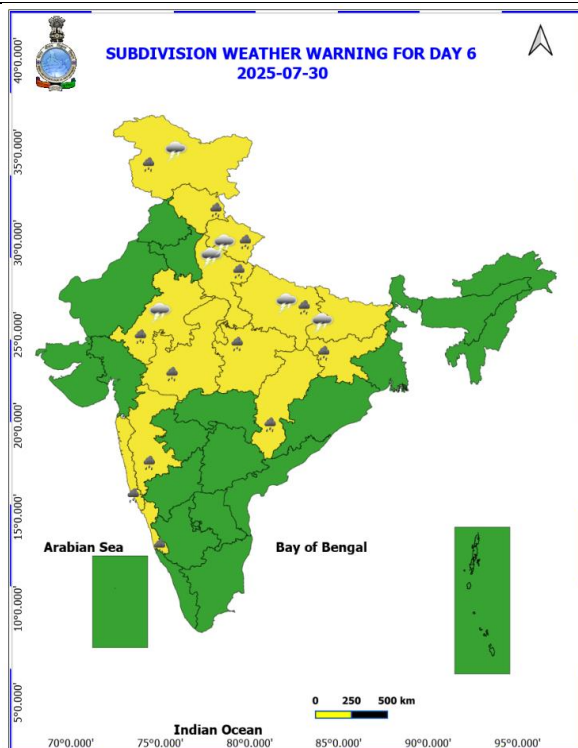 SUBDIVISION WEATHER WARNING FOR DAY 6
2025-07-30
40°0.000'
35°0.000'
30°0.000'
25°0.000'
20°0.000'
15°0.000'
10°0.000'
5°0.000'
Arabian Sea
Bay of Bengal
0 250 500 km
Indian Ocean
70°0.000' 75°0.000' 80°0.000' 85°0.000' 90°0.000' 95°0.000'